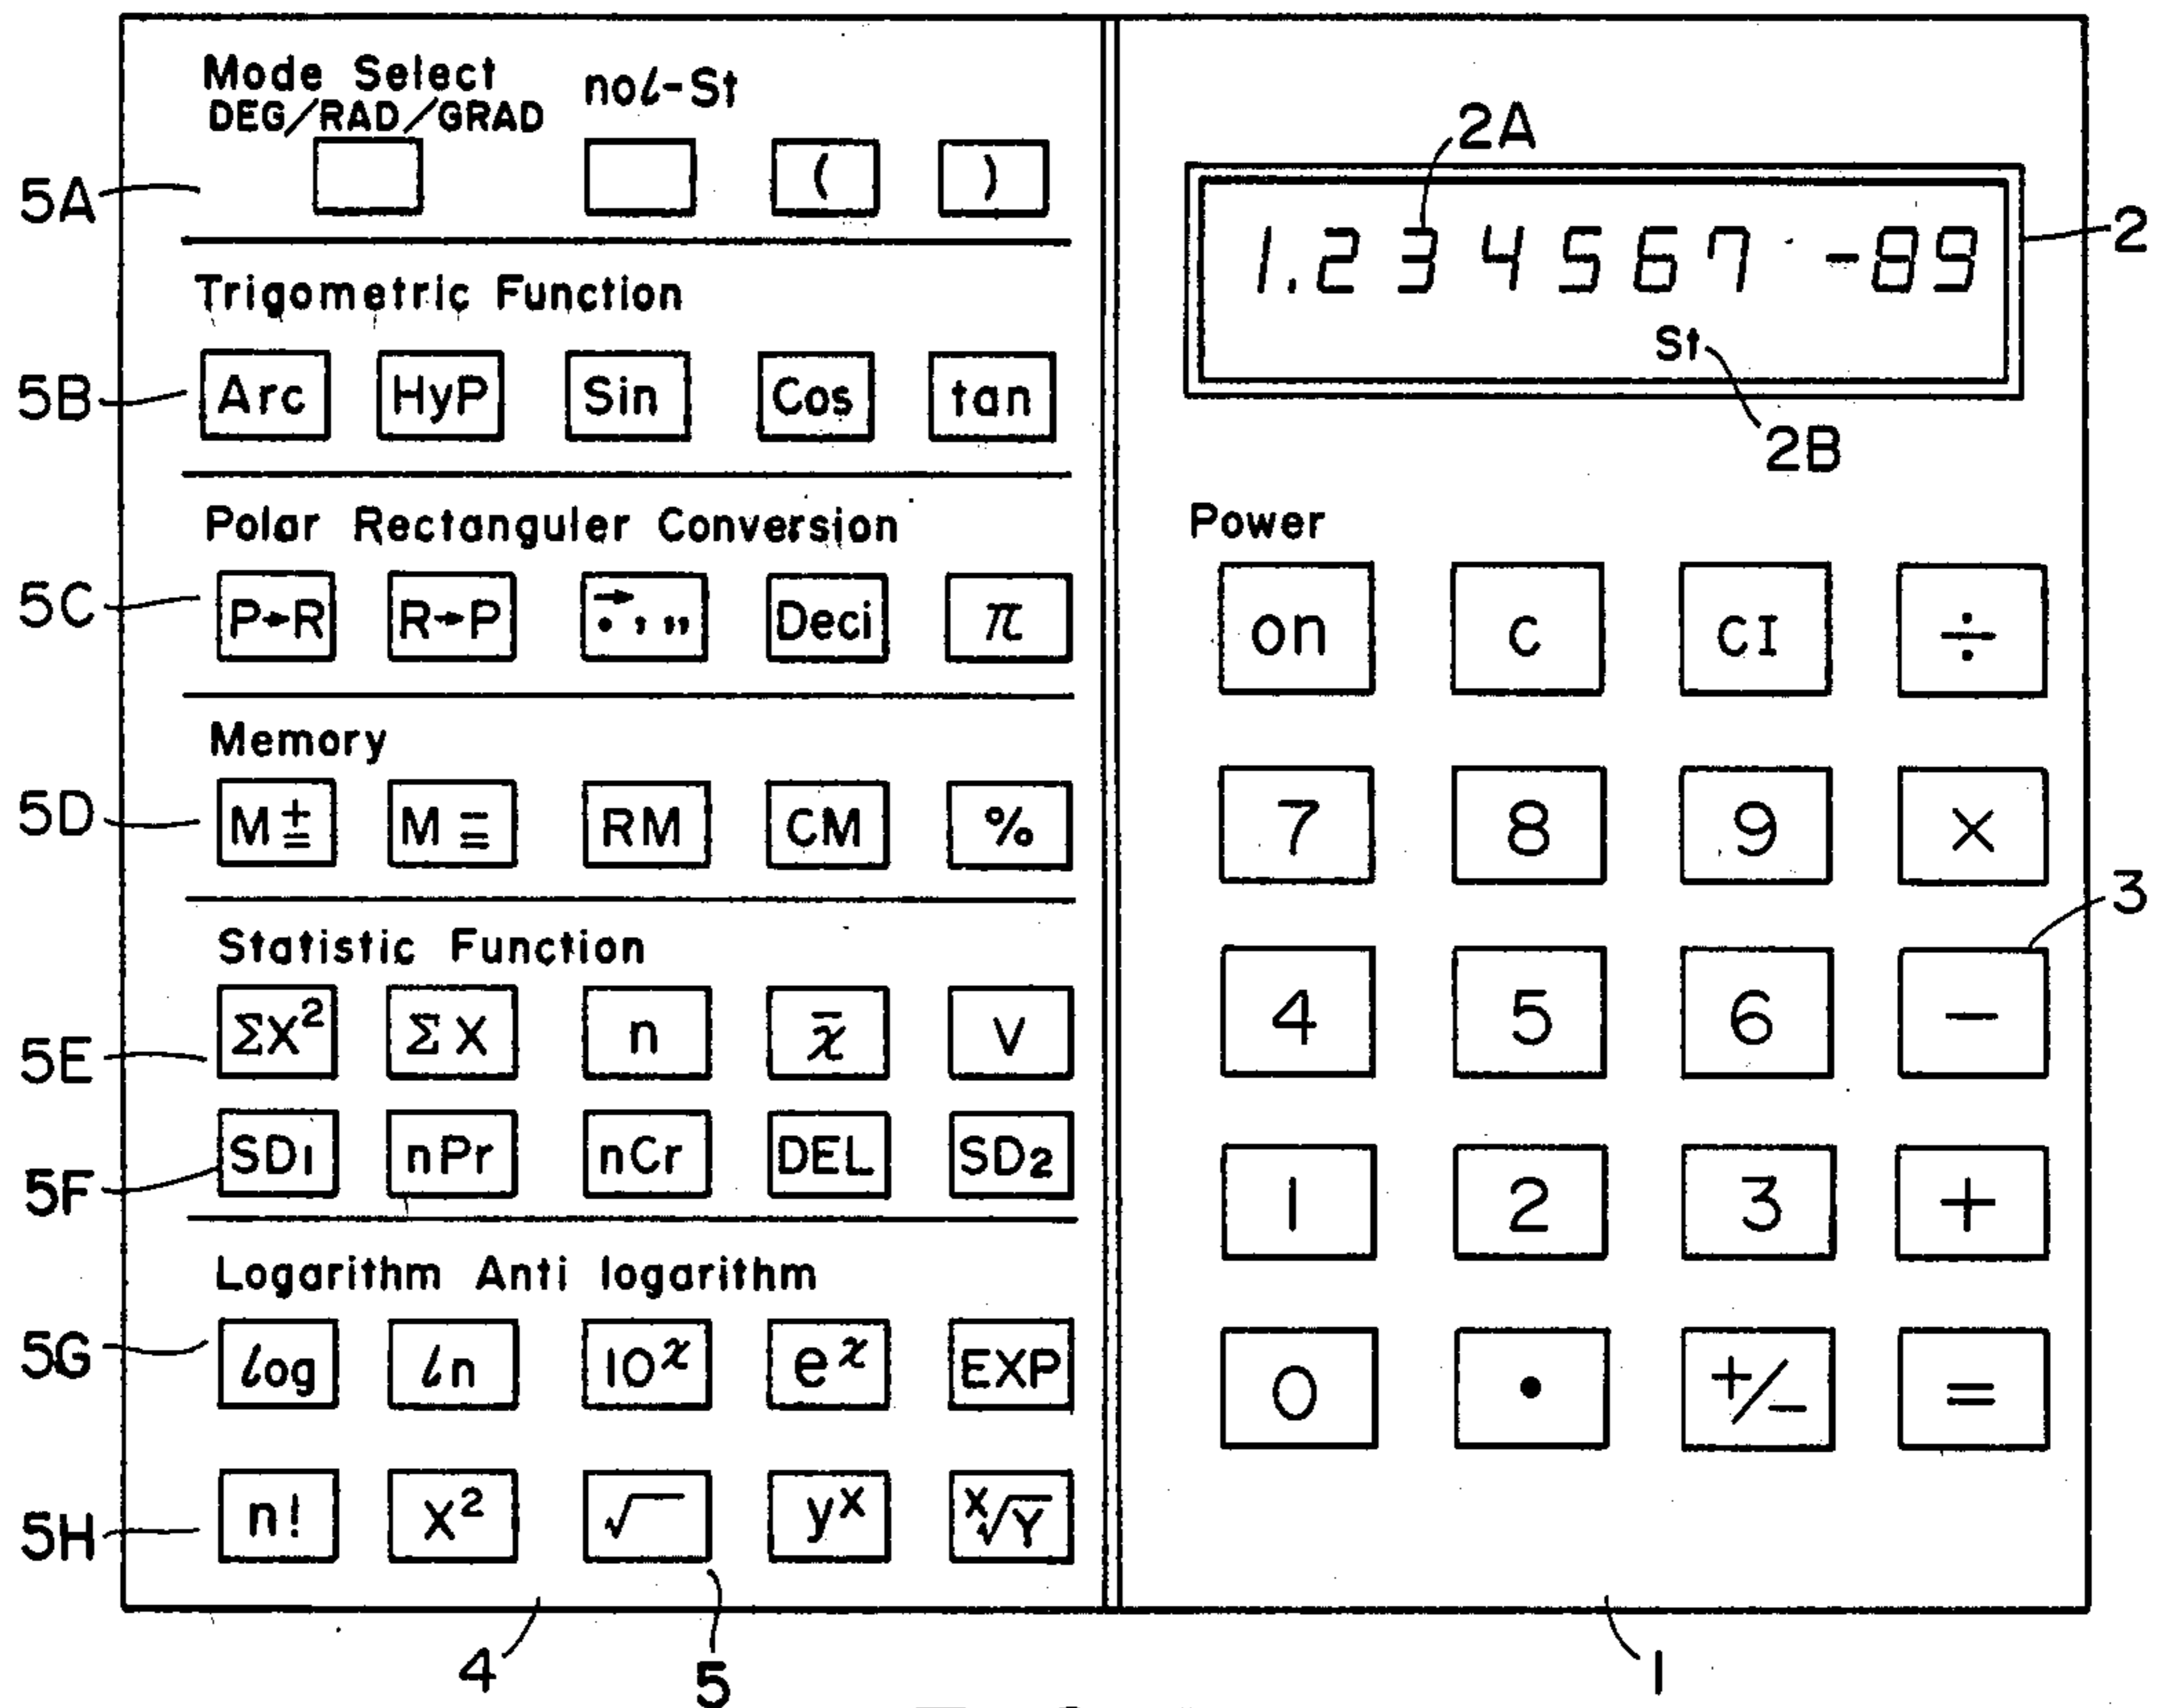 Mode Select
DEG/RAD/GRAD
noℓ-St
( )
5A
Trigometric Function
5B
Arc HyP Sin Cos tan
Polar Rectanguler Conversion
5C
P→R R→P →•,,, Deci π
Memory
5D
M± M= RM CM %
Statistic Function
5E
ΣX² ΣX n x̄ V
5F
SD1 nPr nCr DEL SD2
Logarithm Anti logarithm
5G
log ln 10ˣ eˣ EXP
5H
n! X² √ yˣ ˣ√Y
4
5
2A
1.234567 -89
2
St
2B
Power
on C CI ÷
7 8 9 ×
3
4 5 6 −
1 2 3 +
0 • +/− =
1